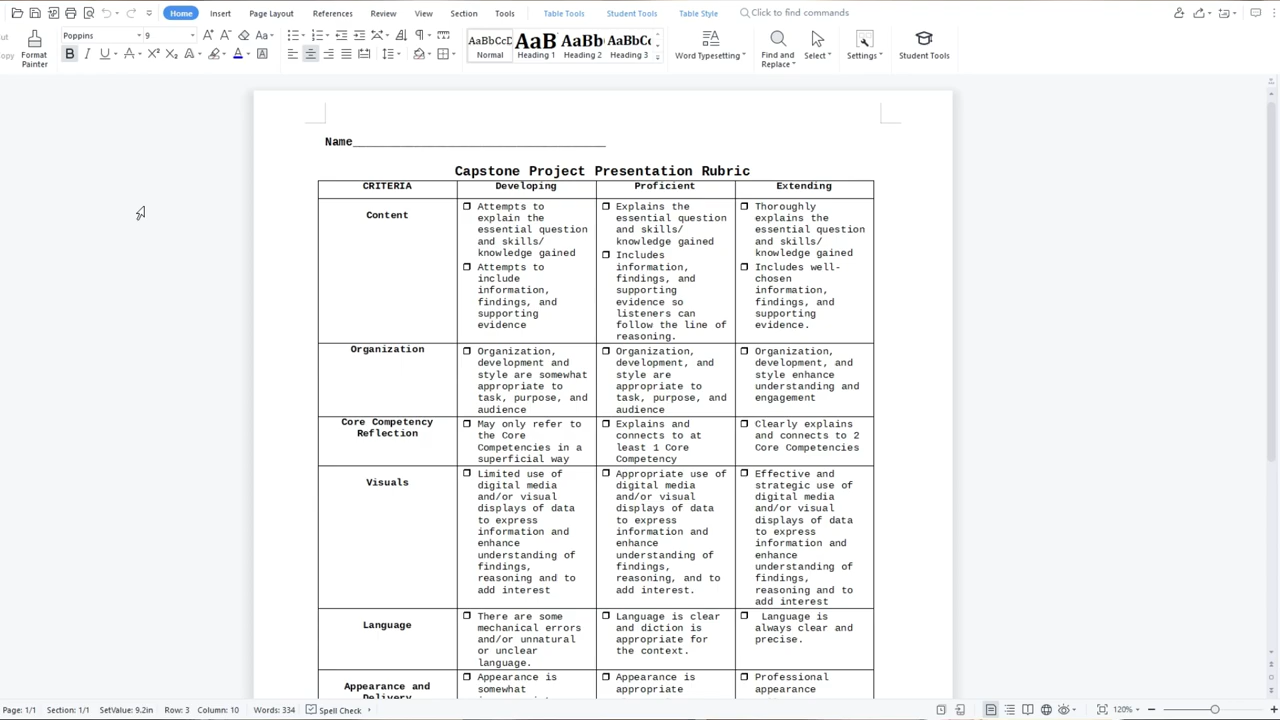 Home Insert Page Layout References Review View Section Tools Table Tools Student Tools Table Style Click to find commands
Poppins 9
Format Painter
AaBbCcD Normal
AaB Heading 1
AaBb( Heading 2
AaBbC( Heading 3
Word Typesetting
Find and Replace
Select
Settings
Student Tools
Name
Capstone Project Presentation Rubric
CRITERIA Developing Proficient Extending
Content
Attempts to
explain the
essential question
and skills/
knowledge gained
Attempts to
include
information,
findings, and
supporting
evidence
Explains the
essential question
and skills/
knowledge gained
Includes
information,
findings, and
supporting
evidence so
listeners can
follow the line of
reasoning.
Thoroughly
explains the
essential question
and skills/
knowledge gained
Includes well-
chosen
information,
findings, and
supporting
evidence.
Organization
Organization,
development and
style are somewhat
appropriate to
task, purpose, and
audience
Organization,
development, and
style are
appropriate to
task, purpose, and
audience
Organization,
development, and
style enhance
understanding and
engagement
Core Competency
Reflection
May only refer to
the Core
Competencies in a
superficial way
Explains and
connects to at
least 1 Core
Competency
Clearly explains
and connects to 2
Core Competencies
Visuals
Limited use of
digital media
and/or visual
displays of data
to express
information and
enhance
understanding of
findings,
reasoning and to
add interest
Appropriate use of
digital media
and/or visual
displays of data
to express
information and
enhance
understanding of
findings,
reasoning, and to
add interest.
Effective and
strategic use of
digital media
and/or visual
displays of data
to express
information and
enhance
understanding of
findings,
reasoning and to
add interest
Language
There are some
mechanical errors
and/or unnatural
or unclear
language.
Language is clear
and diction is
appropriate for
the context.
Language is
always clear and
precise.
Appearance and
Delivery
Appearance is
somewhat
Appearance is
appropriate
Professional
appearance
Page: 1/1 Section: 1/1 SetValue: 9.2in Row: 3 Column: 10 Words: 334 Spell Check 120%